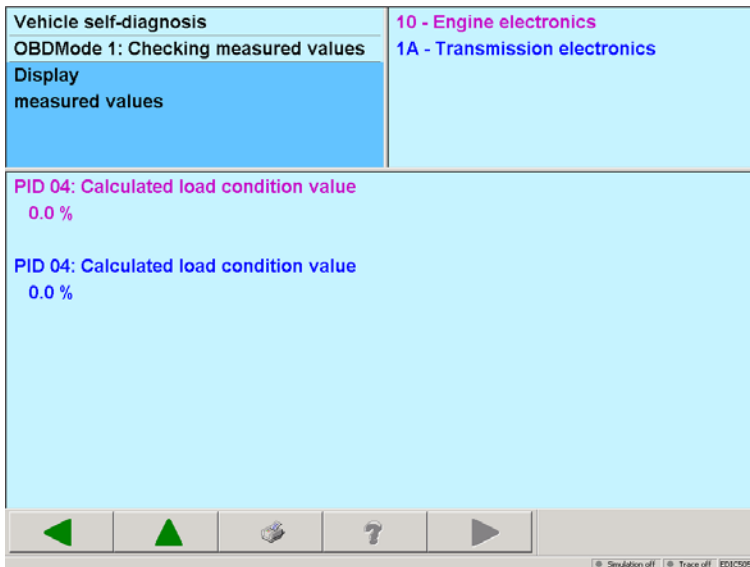 Vehicle self-diagnosis
OBDMode 1: Checking measured values
Display
measured values
10 - Engine electronics
1A - Transmission electronics
PID 04: Calculated load condition value
0.0 %
PID 04: Calculated load condition value
0.0 %
?
Simulation off
Trace off
EDIC505